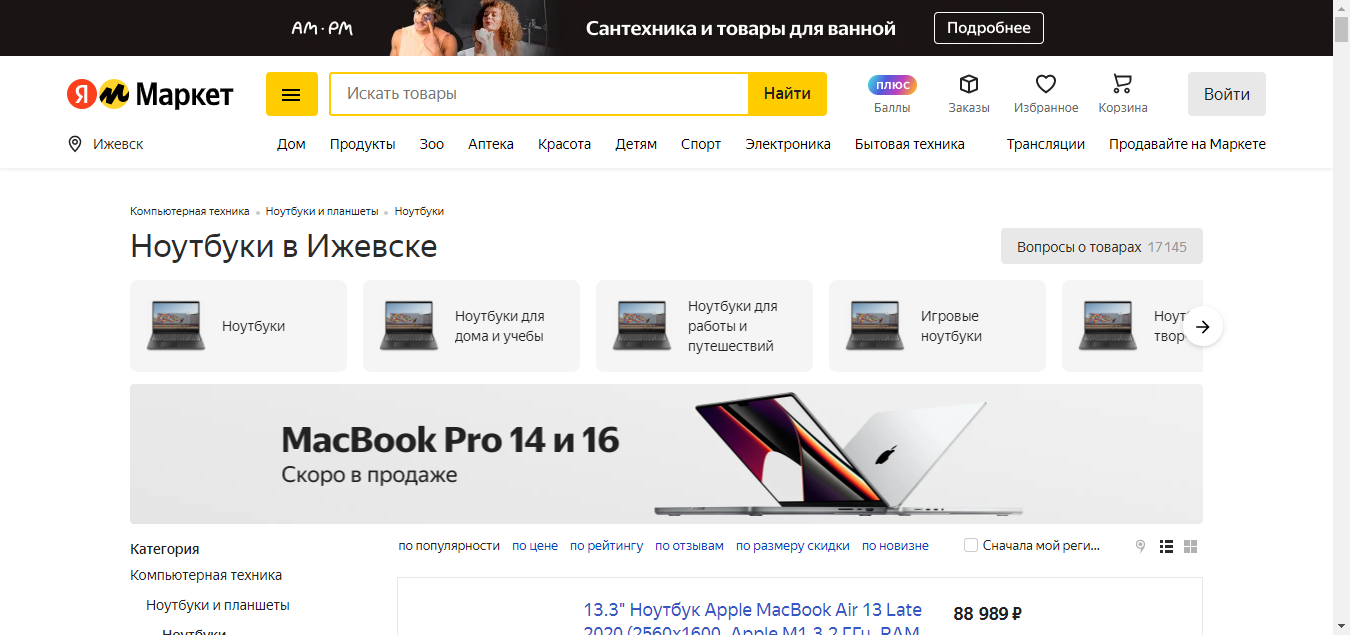 AM·PM
Сантехника и товары для ванной
Подробнее
Я М Маркет
Искать товары
Найти
плюс
Баллы
Заказы
Избранное
Корзина
Войти
Ижевск
Дом
Продукты
Зоо
Аптека
Красота
Детям
Спорт
Электроника
Бытовая техника
Трансляции
Продавайте на Маркете
Компьютерная техника
Ноутбуки и планшеты
Ноутбуки
Ноутбуки в Ижевске
Вопросы о товарах 17145
Ноутбуки
Ноутбуки для
дома и учебы
Ноутбуки для
работы и
путешествий
Игровые
ноутбуки
Ноут
твор
MacBook Pro 14 и 16
Скоро в продаже
Категория
Компьютерная техника
Ноутбуки и планшеты
Ноутбуки
по популярности
по цене
по рейтингу
по отзывам
по размеру скидки
по новизне
Сначала мой реги...
13.3" Ноутбук Apple MacBook Air 13 Late
2020 (2560x1600, Apple M1 3.2 ГГц, RAM
88 989 ₽